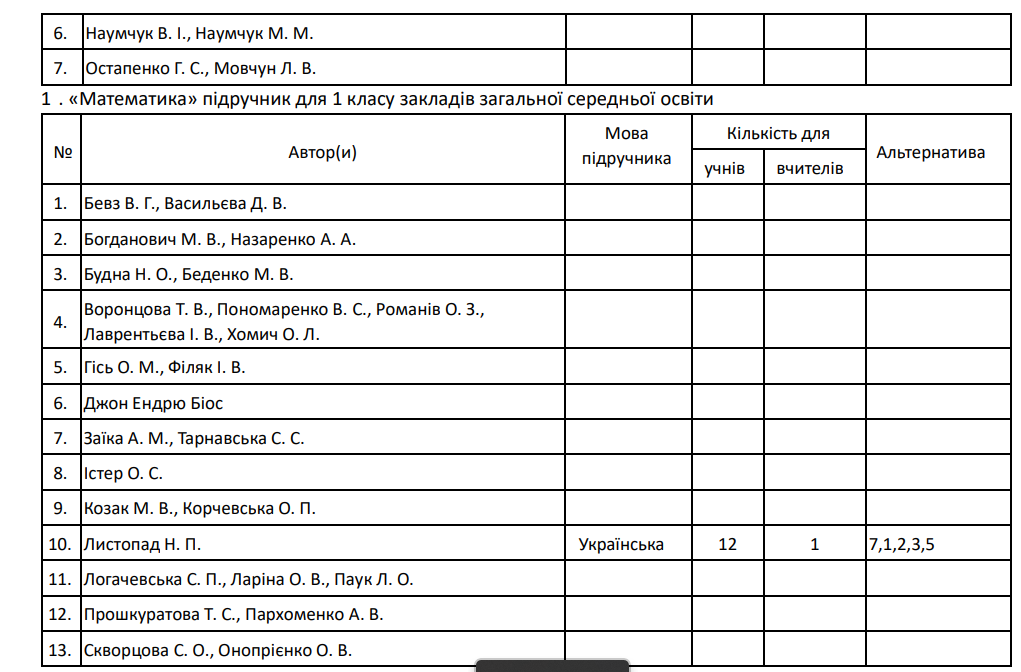 6. Наумчук В. І., Наумчук М. М.
7. Остапенко Г. С., Мовчун Л. В.
1 . «Математика» підручник для 1 класу закладів загальної середньої освіти
№ Автор(и) Мова підручника Кількість для Альтернатива
учнів вчителів
1. Бевз В. Г., Васильєва Д. В.
2. Богданович М. В., Назаренко А. А.
3. Будна Н. О., Беденко М. В.
4. Воронцова Т. В., Пономаренко В. С., Романів О. З.,
Лаврентьєва І. В., Хомич О. Л.
5. Гісь О. М., Філяк І. В.
6. Джон Ендрю Біос
7. Заїка А. М., Тарнавська С. С.
8. Істер О. С.
9. Козак М. В., Корчевська О. П.
10. Листопад Н. П. Українська 12 1 7,1,2,3,5
11. Логачевська С. П., Ларіна О. В., Паук Л. О.
12. Прошкуратова Т. С., Пархоменко А. В.
13. Скворцова С. О., Онопрієнко О. В.